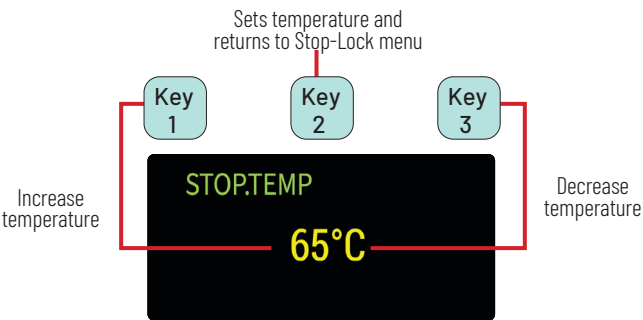 Sets temperature and
returns to Stop-Lock menu
Key
1
Key
2
Key
3
STOP.TEMP
Increase
temperature
65°C
Decrease
temperature